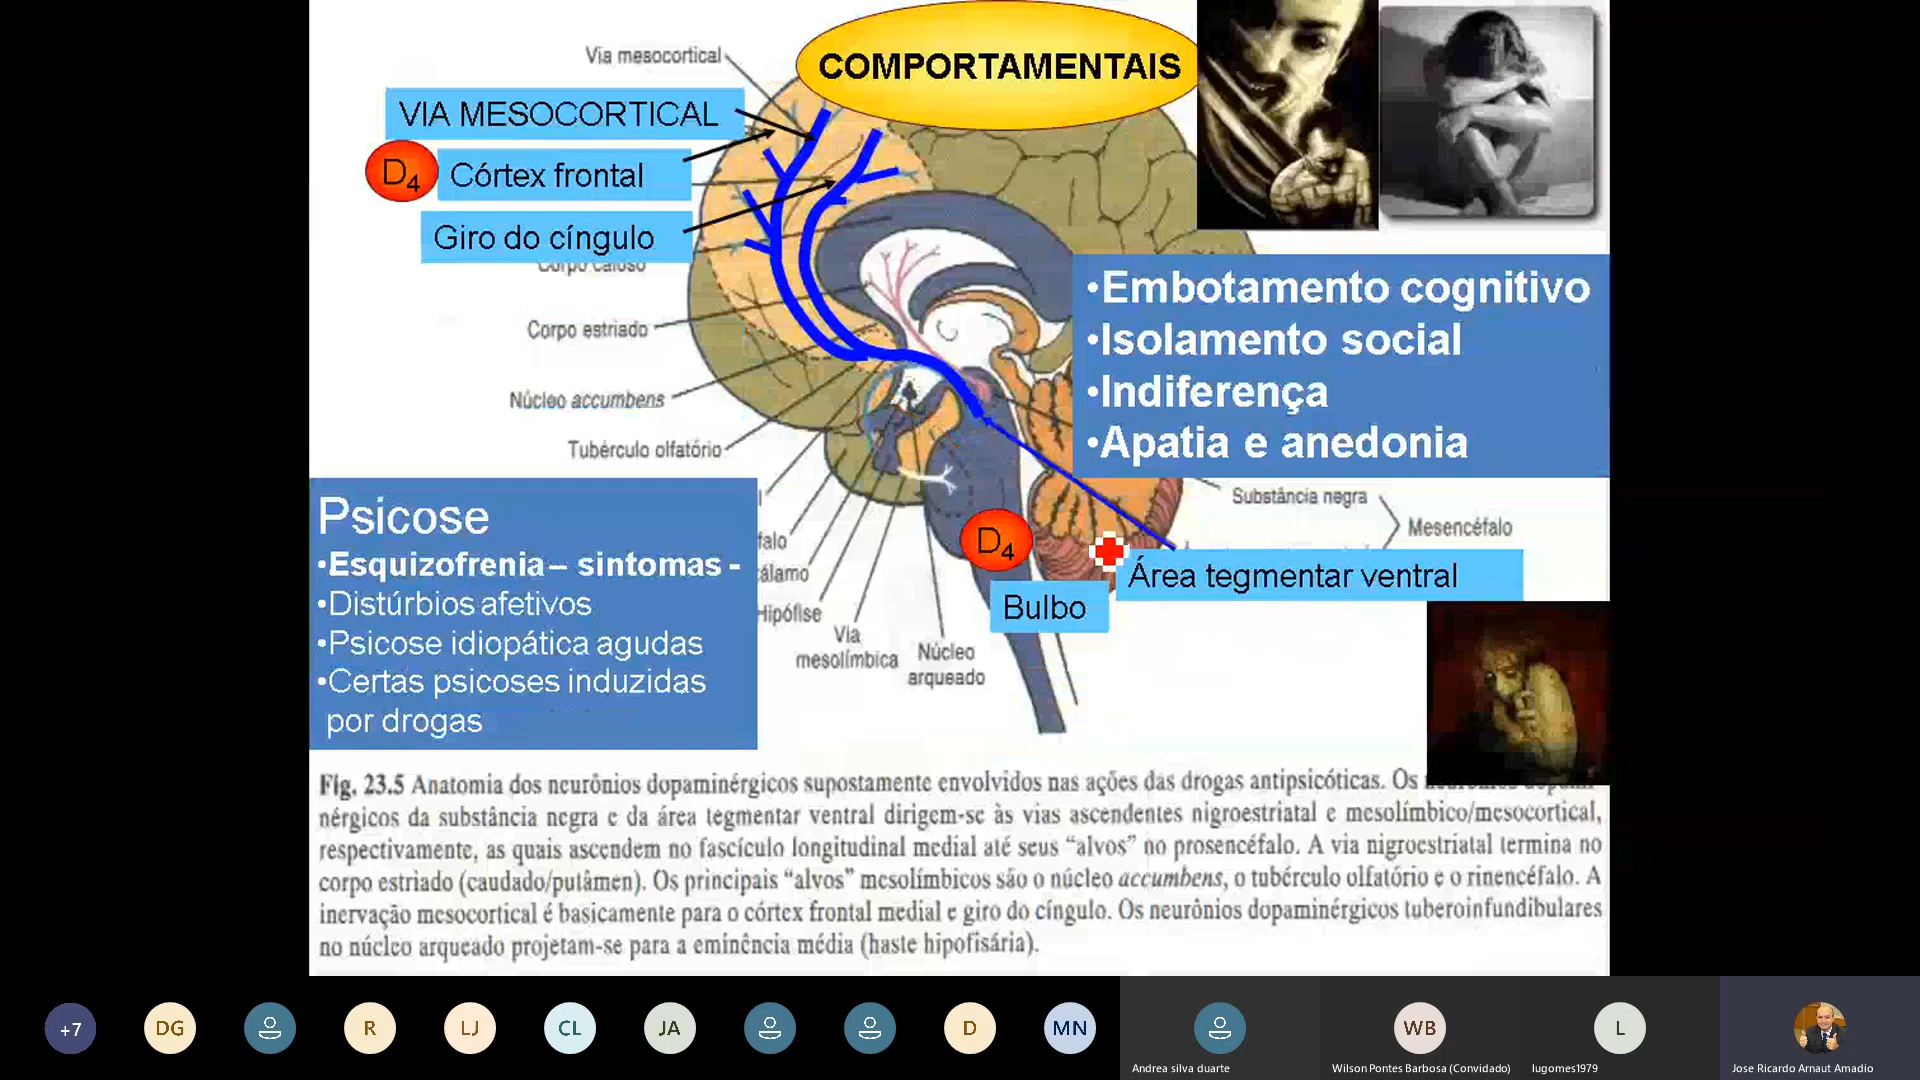 Via mesocortical
COMPORTAMENTAIS
VIA MESOCORTICAL
D4
Córtex frontal
Giro do cíngulo
Corpo caloso
Corpo estriado
Núcleo accumbens
Tubérculo olfatório
•Embotamento cognitivo
•Isolamento social
•Indiferença
•Apatia e anedonia
Substância negra
Mesencéfalo
Psicose
•Esquizofrenia– sintomas -
•Distúrbios afetivos
•Psicose idiopática agudas
•Certas psicoses induzidas
por drogas
falo
álamo
Hipófise
Via
mesolímbica
Núcleo
arqueado
D4
Bulbo
Área tegmentar ventral
Fig. 23.5 Anatomia dos neurônios dopaminérgicos supostamente envolvidos nas ações das drogas antipsicóticas. Os
nérgicos da substância negra e da área tegmentar ventral dirigem-se às vias ascendentes nigroestriatal e mesolímbico/mesocortical,
respectivamente, as quais ascendem no fascículo longitudinal medial até seus “alvos” no prosencéfalo. A via nigroestriatal termina no
corpo estriado (caudado/putâmen). Os principais “alvos” mesolímbicos são o núcleo accumbens, o tubérculo olfatório e o rinencéfalo. A
inervação mesocortical é basicamente para o córtex frontal medial e giro do cíngulo. Os neurônios dopaminérgicos tuberoinfundibulares
no núcleo arqueado projetam-se para a eminência média (haste hipofisária).
+7
DG
R
LJ
CL
JA
D
MN
WB
L
Andrea silva duarte
Wilson Pontes Barbosa (Convidado)
lugomes1979
Jose Ricardo Arnaut Amadio